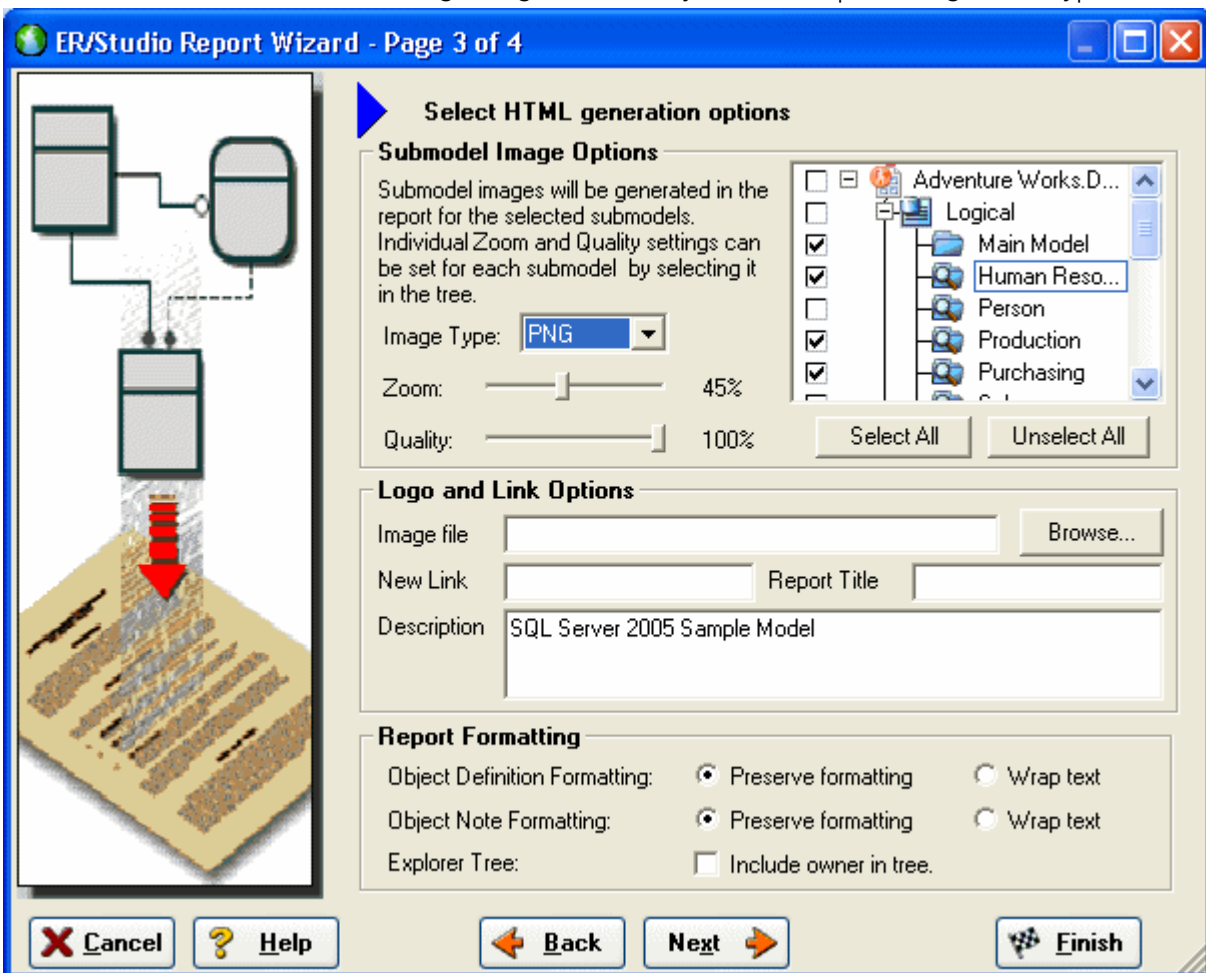 ER/Studio Report Wizard - Page 3 of 4
Select HTML generation options
Submodel Image Options
Submodel images will be generated in the
report for the selected submodels.
Individual Zoom and Quality settings can
be set for each submodel by selecting it
in the tree.
Image Type: PNG
Zoom: 45%
Quality: 100%
Adventure Works.D...
Logical
Main Model
Human Reso...
Person
Production
Purchasing
Select All Unselect All
Logo and Link Options
Image file Browse...
New Link Report Title
Description SQL Server 2005 Sample Model
Report Formatting
Object Definition Formatting: Preserve formatting Wrap text
Object Note Formatting: Preserve formatting Wrap text
Explorer Tree: Include owner in tree.
Cancel Help Back Next Finish